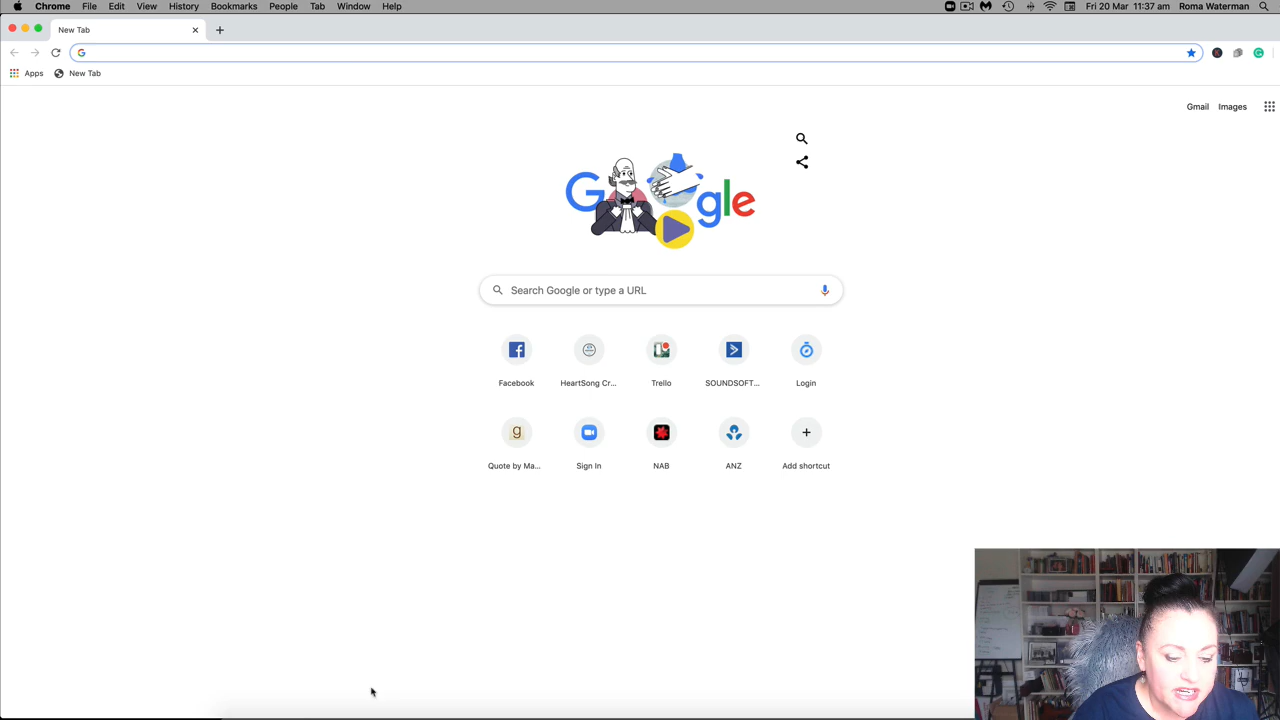 Chrome File Edit View History Bookmarks People Tab Window Help Fri 20 Mar 11:37 am Roma Waterman
New Tab
Apps New Tab
Gmail Images
Google
Search Google or type a URL
Facebook HeartSong Cr... Trello SOUNDSOFT... Login
Quote by Ma... Sign In NAB ANZ Add shortcut